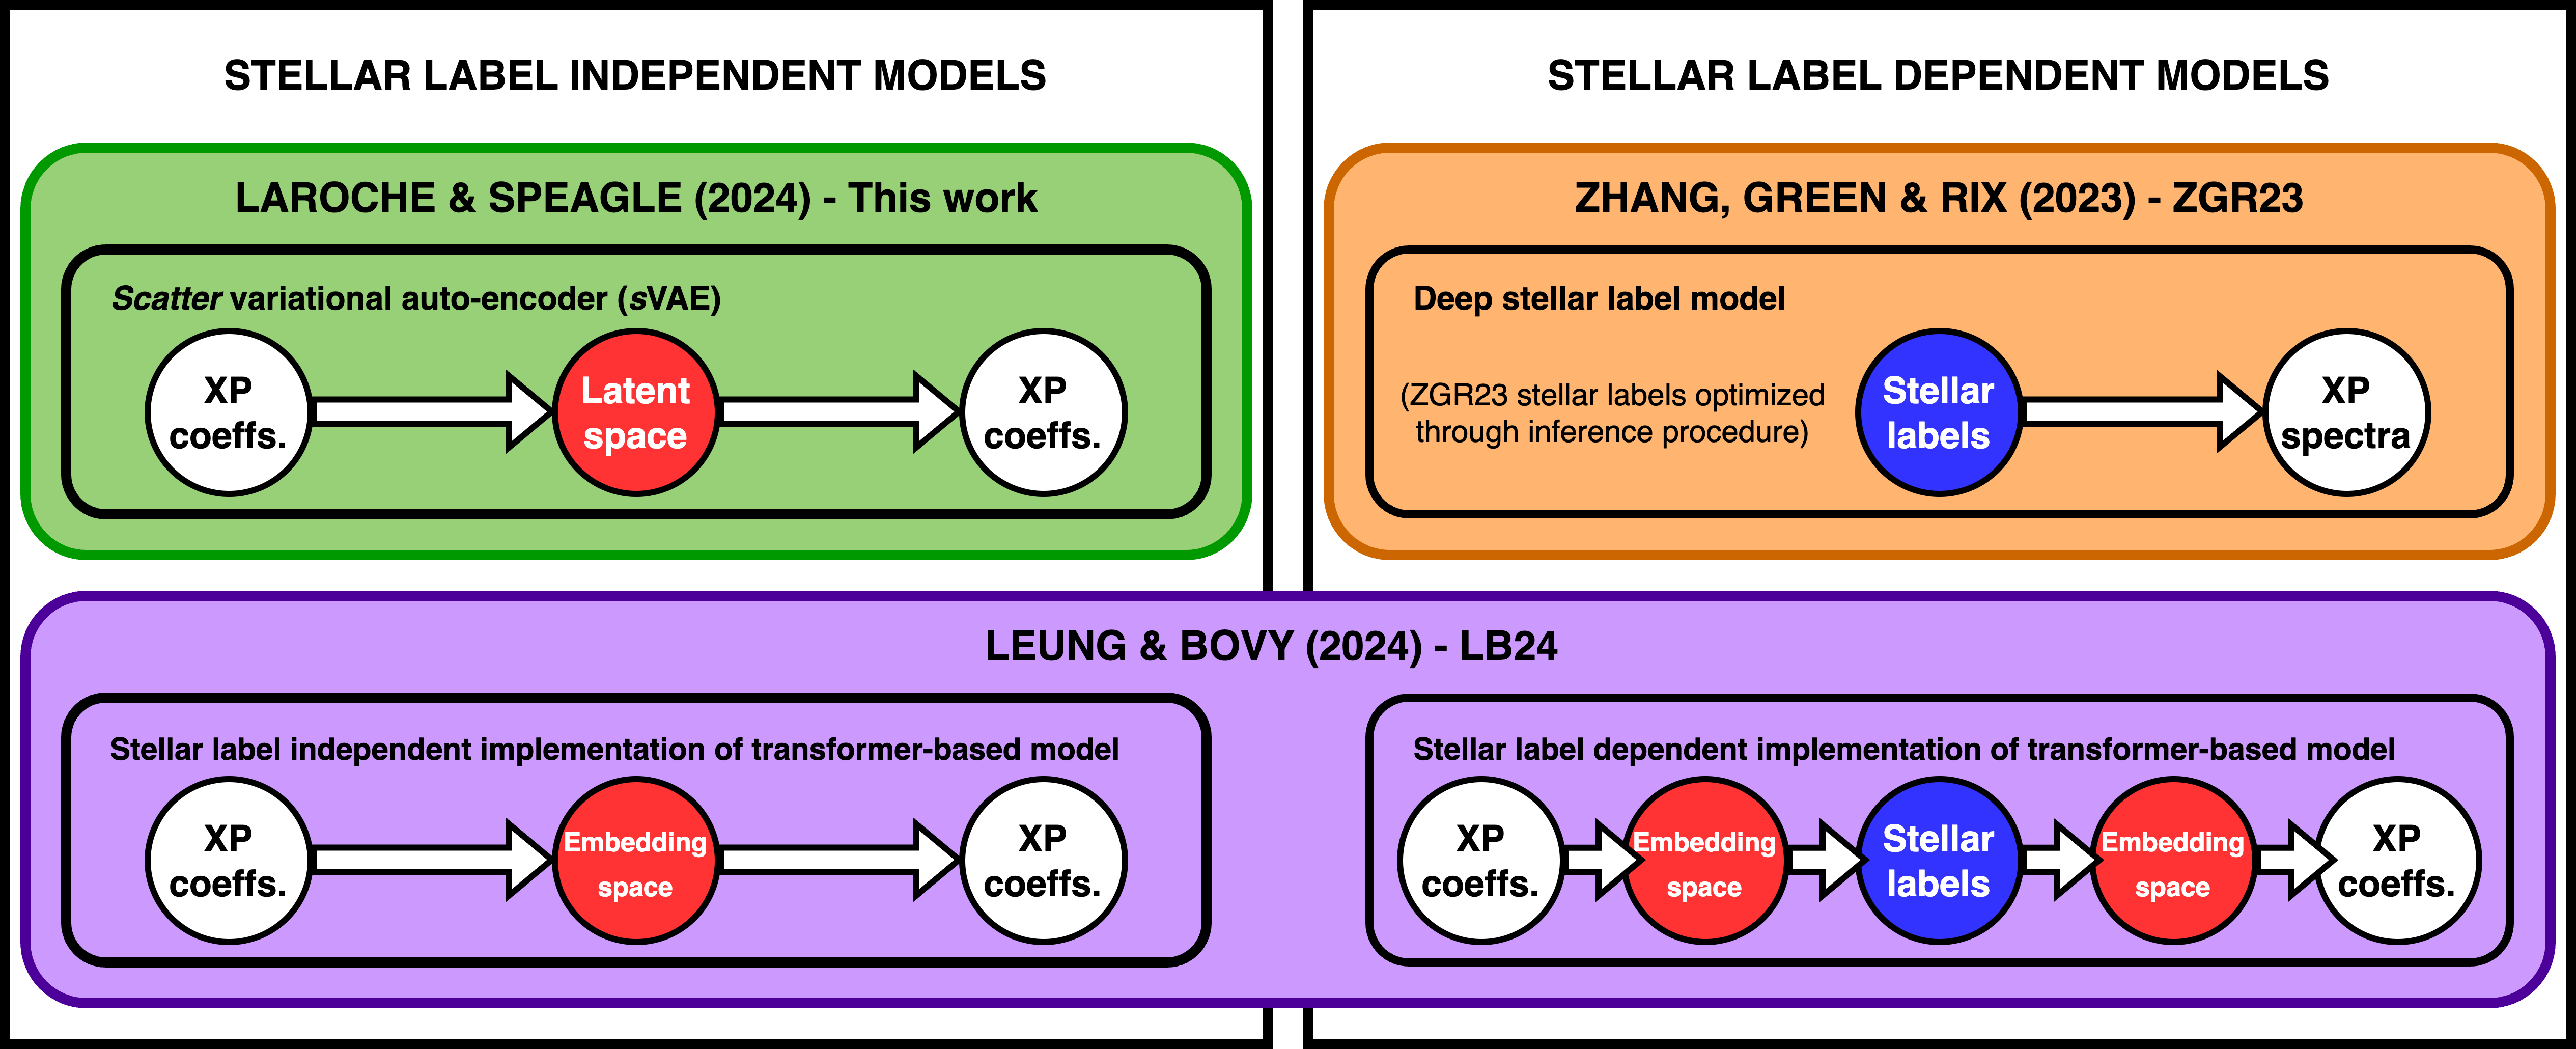 STELLAR LABEL INDEPENDENT MODELS
LAROCHE & SPEAGLE (2024) - This work
Scatter variational auto-encoder (sVAE)
XP
coeffs.
Latent
space
XP
coeffs.
STELLAR LABEL DEPENDENT MODELS
ZHANG, GREEN & RIX (2023) - ZGR23
Deep stellar label model
(ZGR23 stellar labels optimized
through inference procedure)
Stellar
labels
XP
spectra
LEUNG & BOVY (2024) - LB24
Stellar label independent implementation of transformer-based model
XP
coeffs.
Embedding
space
XP
coeffs.
Stellar label dependent implementation of transformer-based model
XP
coeffs.
Embedding
space
Stellar
labels
Embedding
space
XP
coeffs.